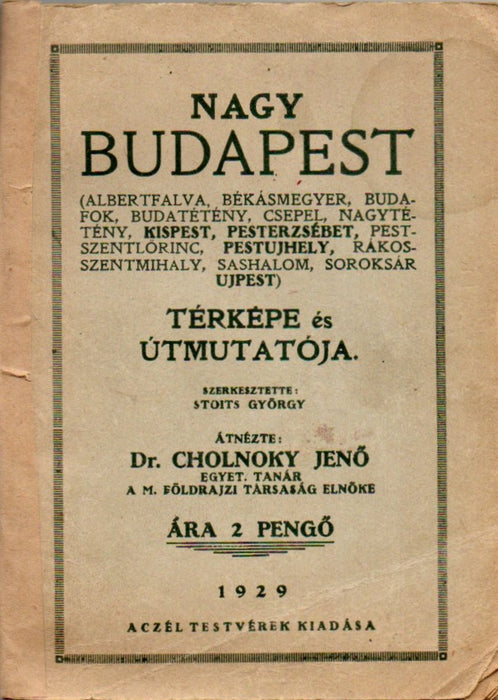 NAGY
BUDAPEST
(ALBERTFALVA, BÉKÁSMEGYER, BUDA-
FOK, BUDATÉTÉNY, CSEPEL, NAGYTÉ-
TÉNY, KISPEST, PESTERZSÉBET, PEST-
SZENTLŐRINC, PESTUJHELY, RÁKOS-
SZENTMIHÁLY, SASHALOM, SOROKSÁR
UJPEST)
TÉRKÉPE és
ÚTMUTATÓJA.
SZERKESZTETTE:
STOITS GYÖRGY
ÁTNÉZTE:
Dr. CHOLNOKY JENŐ
EGYET. TANÁR
A M. FÖLDRAJZI TÁRSASÁG ELNÖKE
ÁRA 2 PENGŐ
1929
ACZÉL TESTVÉREK KIADÁSA